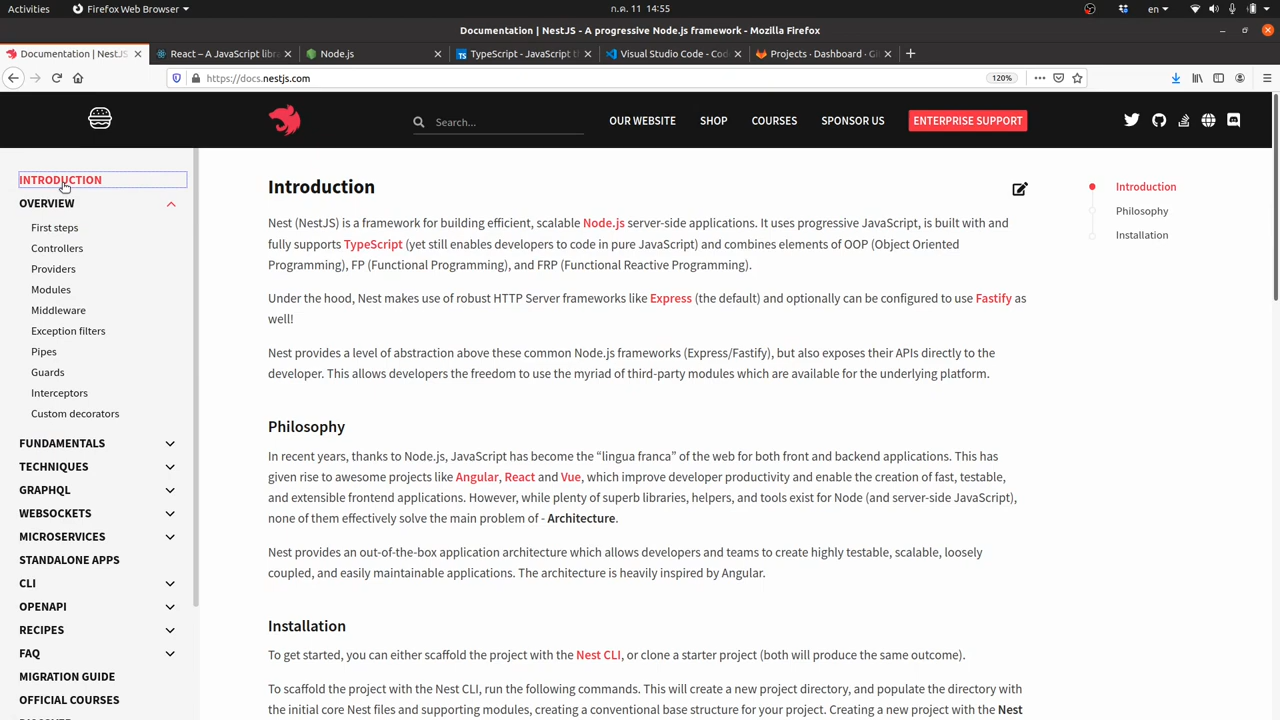 Activities
Firefox Web Browser
ก.ค. 11 14:55
en
Documentation | NestJS - A progressive Node.js framework - Mozilla Firefox
Documentation | NestJS
React – A JavaScript libr
Node.js
TypeScript - JavaScript th
Visual Studio Code - Cod
Projects - Dashboard · Gi
https://docs.nestjs.com
120%
Search...
OUR WEBSITE
SHOP
COURSES
SPONSOR US
ENTERPRISE SUPPORT
INTRODUCTION
OVERVIEW
First steps
Controllers
Providers
Modules
Middleware
Exception filters
Pipes
Guards
Interceptors
Custom decorators
FUNDAMENTALS
TECHNIQUES
GRAPHQL
WEBSOCKETS
MICROSERVICES
STANDALONE APPS
CLI
OPENAPI
RECIPES
FAQ
MIGRATION GUIDE
OFFICIAL COURSES
DISCOVER
Introduction
Nest (NestJS) is a framework for building efficient, scalable Node.js server-side applications. It uses progressive JavaScript, is built with and
fully supports TypeScript (yet still enables developers to code in pure JavaScript) and combines elements of OOP (Object Oriented
Programming), FP (Functional Programming), and FRP (Functional Reactive Programming).
Under the hood, Nest makes use of robust HTTP Server frameworks like Express (the default) and optionally can be configured to use Fastify as
well!
Nest provides a level of abstraction above these common Node.js frameworks (Express/Fastify), but also exposes their APIs directly to the
developer. This allows developers the freedom to use the myriad of third-party modules which are available for the underlying platform.
Philosophy
In recent years, thanks to Node.js, JavaScript has become the “lingua franca” of the web for both front and backend applications. This has
given rise to awesome projects like Angular, React and Vue, which improve developer productivity and enable the creation of fast, testable,
and extensible frontend applications. However, while plenty of superb libraries, helpers, and tools exist for Node (and server-side JavaScript),
none of them effectively solve the main problem of - Architecture.
Nest provides an out-of-the-box application architecture which allows developers and teams to create highly testable, scalable, loosely
coupled, and easily maintainable applications. The architecture is heavily inspired by Angular.
Installation
To get started, you can either scaffold the project with the Nest CLI, or clone a starter project (both will produce the same outcome).
To scaffold the project with the Nest CLI, run the following commands. This will create a new project directory, and populate the directory with
the initial core Nest files and supporting modules, creating a conventional base structure for your project. Creating a new project with the Nest
Introduction
Philosophy
Installation